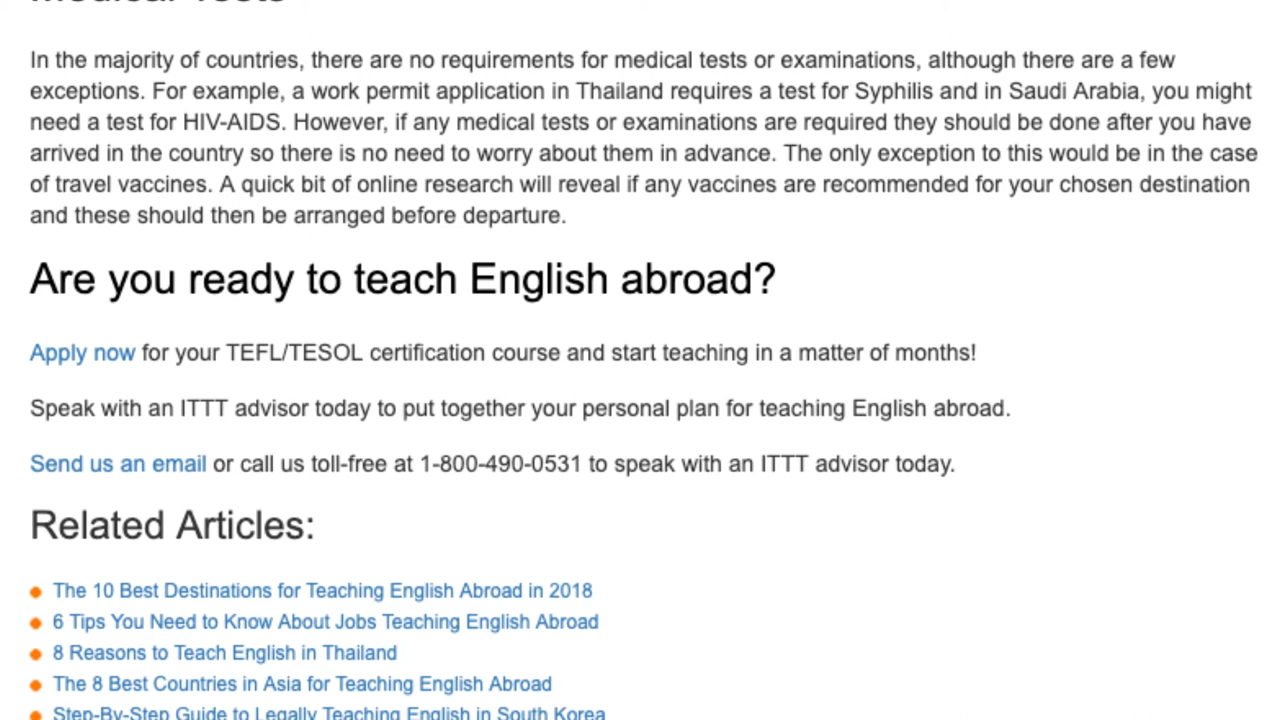 Medical Tests
In the majority of countries, there are no requirements for medical tests or examinations, although there are a few
exceptions. For example, a work permit application in Thailand requires a test for Syphilis and in Saudi Arabia, you might
need a test for HIV-AIDS. However, if any medical tests or examinations are required they should be done after you have
arrived in the country so there is no need to worry about them in advance. The only exception to this would be in the case
of travel vaccines. A quick bit of online research will reveal if any vaccines are recommended for your chosen destination
and these should then be arranged before departure.
Are you ready to teach English abroad?
Apply now for your TEFL/TESOL certification course and start teaching in a matter of months!
Speak with an ITTT advisor today to put together your personal plan for teaching English abroad.
Send us an email or call us toll-free at 1-800-490-0531 to speak with an ITTT advisor today.
Related Articles:
The 10 Best Destinations for Teaching English Abroad in 2018
6 Tips You Need to Know About Jobs Teaching English Abroad
8 Reasons to Teach English in Thailand
The 8 Best Countries in Asia for Teaching English Abroad
Step-By-Step Guide to Legally Teaching English in South Korea